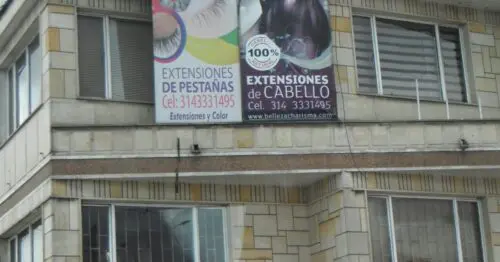 EXTENSIONES
DE PESTAÑAS
Cel: 3143331495
Extensiones y Color
100%
EXTENSIONES
de CABELLO
Cel. 314 3331495
www.bellezacharisma.com